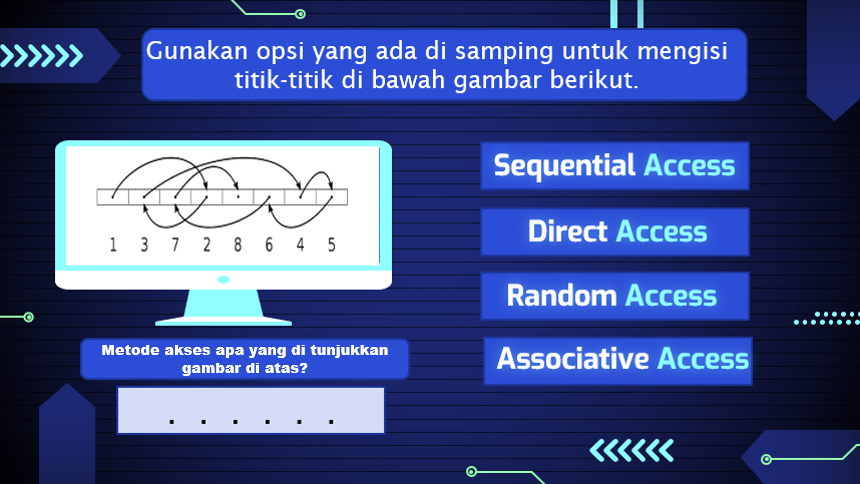 Gunakan opsi yang ada di samping untuk mengisi
titik-titik di bawah gambar berikut.
1 3 7 2 8 6 4 5
Metode akses apa yang di tunjukkan
gambar di atas?
. . . . . .
Sequential Access
Direct Access
Random Access
Associative Access